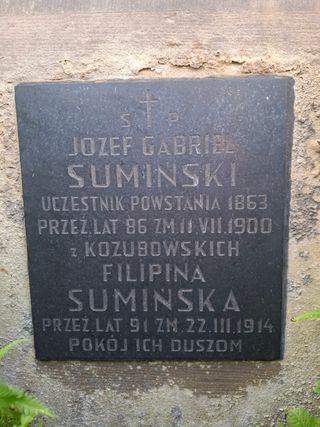 Ś P
JÓZEF GABRIEL
SUMIŃSKI
UCZESTNIK POWSTANIA 1863
PRZEŻ. LAT 86 ZM. 11 VII. 1900
z KOZUBOWSKICH
FILIPINA
SUMIŃSKA
PRZEŻ. LAT 91 ZM. 22. III. 1914
POKÓJ ICH DUSZOM